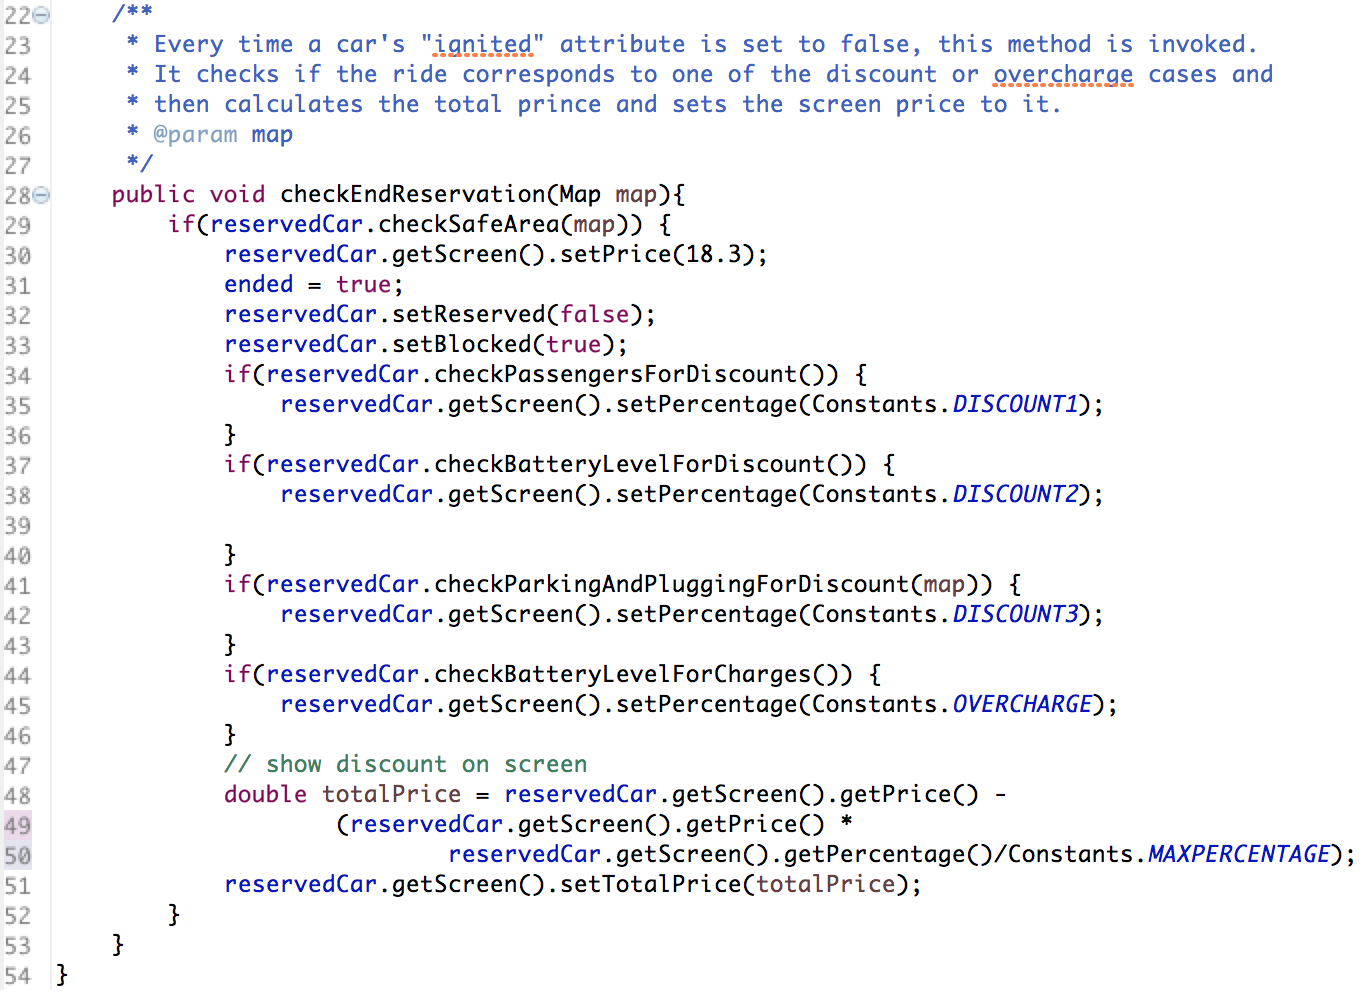 22 /**
23 * Every time a car's "ignited" attribute is set to false, this method is invoked.
24 * It checks if the ride corresponds to one of the discount or overcharge cases and
25 * then calculates the total prince and sets the screen price to it.
26 * @param map
27 */
28 public void checkEndReservation(Map map){
29 if(reservedCar.checkSafeArea(map)) {
30 reservedCar.getScreen().setPrice(18.3);
31 ended = true;
32 reservedCar.setReserved(false);
33 reservedCar.setBlocked(true);
34 if(reservedCar.checkPassengersForDiscount()) {
35 reservedCar.getScreen().setPercentage(Constants.DISCOUNT1);
36 }
37 if(reservedCar.checkBatteryLevelForDiscount()) {
38 reservedCar.getScreen().setPercentage(Constants.DISCOUNT2);
39
40 }
41 if(reservedCar.checkParkingAndPluggingForDiscount(map)) {
42 reservedCar.getScreen().setPercentage(Constants.DISCOUNT3);
43 }
44 if(reservedCar.checkBatteryLevelForCharges()) {
45 reservedCar.getScreen().setPercentage(Constants.OVERCHARGE);
46 }
47 // show discount on screen
48 double totalPrice = reservedCar.getScreen().getPrice() -
49 (reservedCar.getScreen().getPrice() *
50 reservedCar.getScreen().getPercentage()/Constants.MAXPERCENTAGE);
51 reservedCar.getScreen().setTotalPrice(totalPrice);
52 }
53 }
54 }